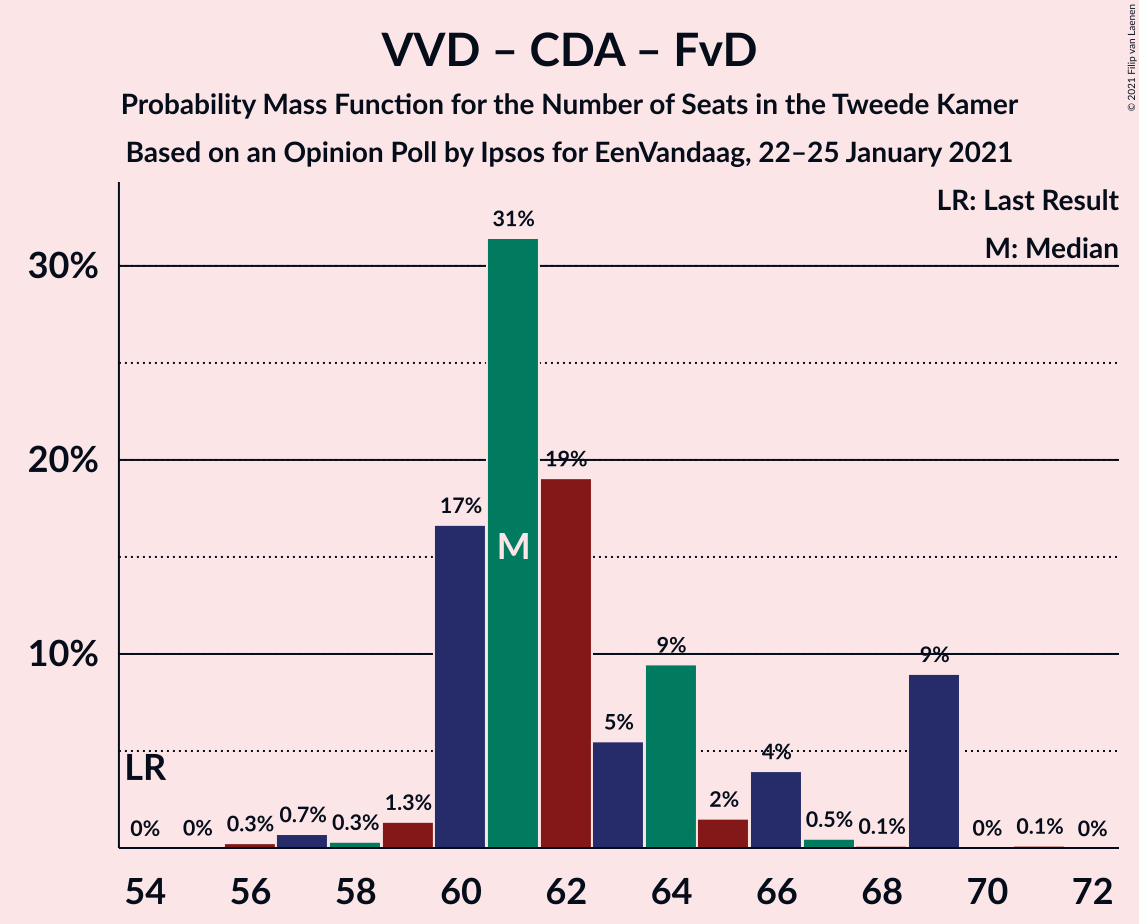 VVD – CDA – FvD
Probability Mass Function for the Number of Seats in the Tweede Kamer
Based on an Opinion Poll by Ipsos for EenVandaag, 22–25 January 2021
© 2021 Filip van Laenen
LR: Last Result
M: Median
30%
20%
10%
31%
19%
17%
M
9%
9%
5%
4%
LR
2%
1.3%
0% 0% 0.3% 0.7% 0.3% 0.5% 0.1% 0% 0.1% 0%
54 56 58 60 62 64 66 68 70 72